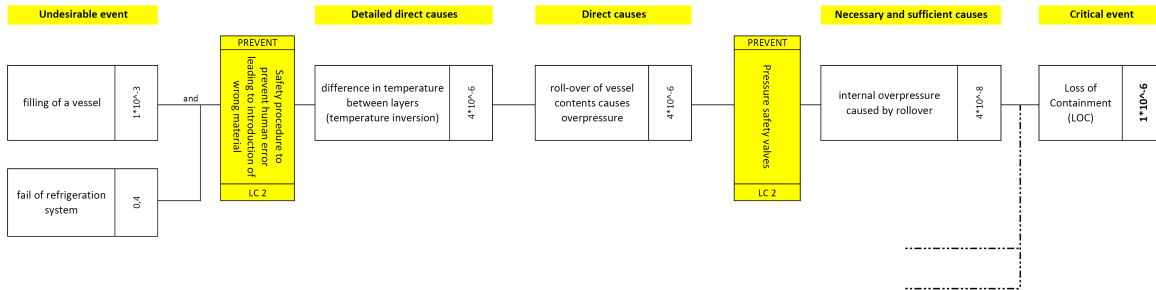 Undesirable event
Detailed direct causes
Direct causes
Necessary and sufficient causes
Critical event
PREVENT
Safety procedure to
prevent human error
leading to introduction of
wrong material
LC 2
PREVENT
Pressure safety valves
LC 2
filling of a vessel
1*10^-3
and
fail of refrigeration
system
0,4
difference in temperature
between layers
(temperature inversion)
4*10^-6
roll-over of vessel
contents causes
overpressure
4*10^-6
internal overpressure
caused by rollover
4*10^-8
Loss of
Containment
(LOC)
1*10^-6